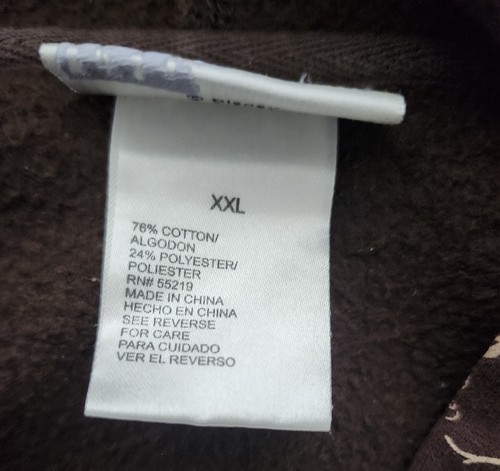 © Disney
XXL
76% COTTON/
ALGODON
24% POLYESTER/
POLIESTER
RN# 55219
MADE IN CHINA
HECHO EN CHINA
SEE REVERSE
FOR CARE
PARA CUIDADO
VER EL REVERSO